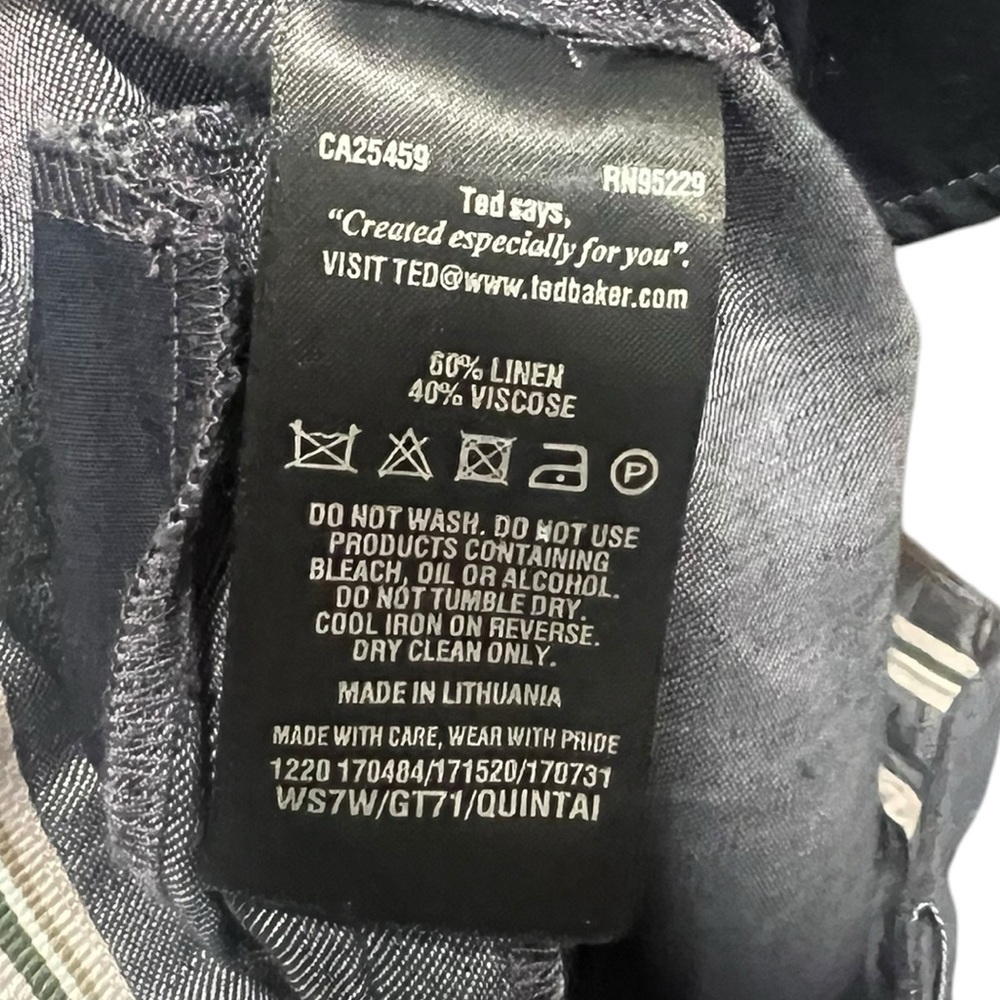 CA25459
RN95229
Ted says,
“Created especially for you”.
VISIT TED@www.tedbaker.com
60% LINEN
40% VISCOSE
P
DO NOT WASH. DO NOT USE
PRODUCTS CONTAINING
BLEACH, OIL OR ALCOHOL.
DO NOT TUMBLE DRY.
COOL IRON ON REVERSE.
DRY CLEAN ONLY.
MADE IN LITHUANIA
MADE WITH CARE, WEAR WITH PRIDE
1220 170484/171520/170731
WS7W/GT71/QUINTAI